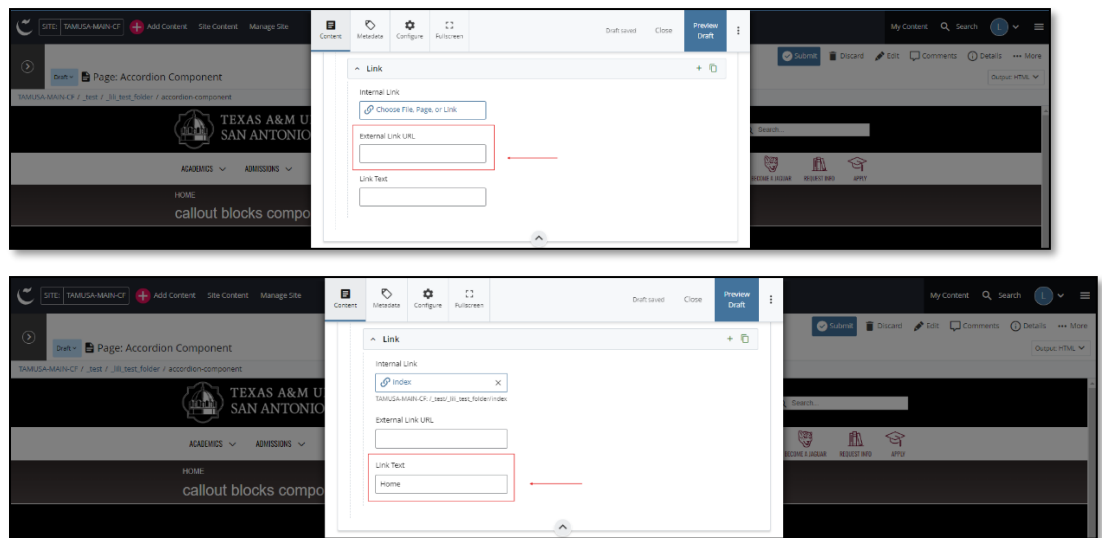 SITE: TAMUSA-MAIN-CF Add Content Site Content Manage Site
Content Metadata Configure Fullscreen
Draft saved Close Preview Draft
My Content Search L
Submit Discard Edit Comments Details More
Draft Page: Accordion Component
Output: HTML
TAMUSA-MAIN-CF / _test / _lili_test_folder / accordion-component
Link
Internal Link
Choose File, Page, or Link
External Link URL
Link Text
TEXAS A&M U
SAN ANTONIO
Search...
ACADEMICS ADMISSIONS
BECOME A JAGUAR REQUEST INFO APPLY
HOME
callout blocks compo
SITE: TAMUSA-MAIN-CF Add Content Site Content Manage Site
Content Metadata Configure Fullscreen
Draft saved Close Preview Draft
My Content Search L
Submit Discard Edit Comments Details More
Draft Page: Accordion Component
Output: HTML
TAMUSA-MAIN-CF / _test / _lili_test_folder / accordion-component
Link
Internal Link
Index
TAMUSA-MAIN-CF: /_test/_lili_test_folder/index
External Link URL
Link Text
Home
TEXAS A&M U
SAN ANTONIO
Search...
ACADEMICS ADMISSIONS
BECOME A JAGUAR REQUEST INFO APPLY
HOME
callout blocks compo